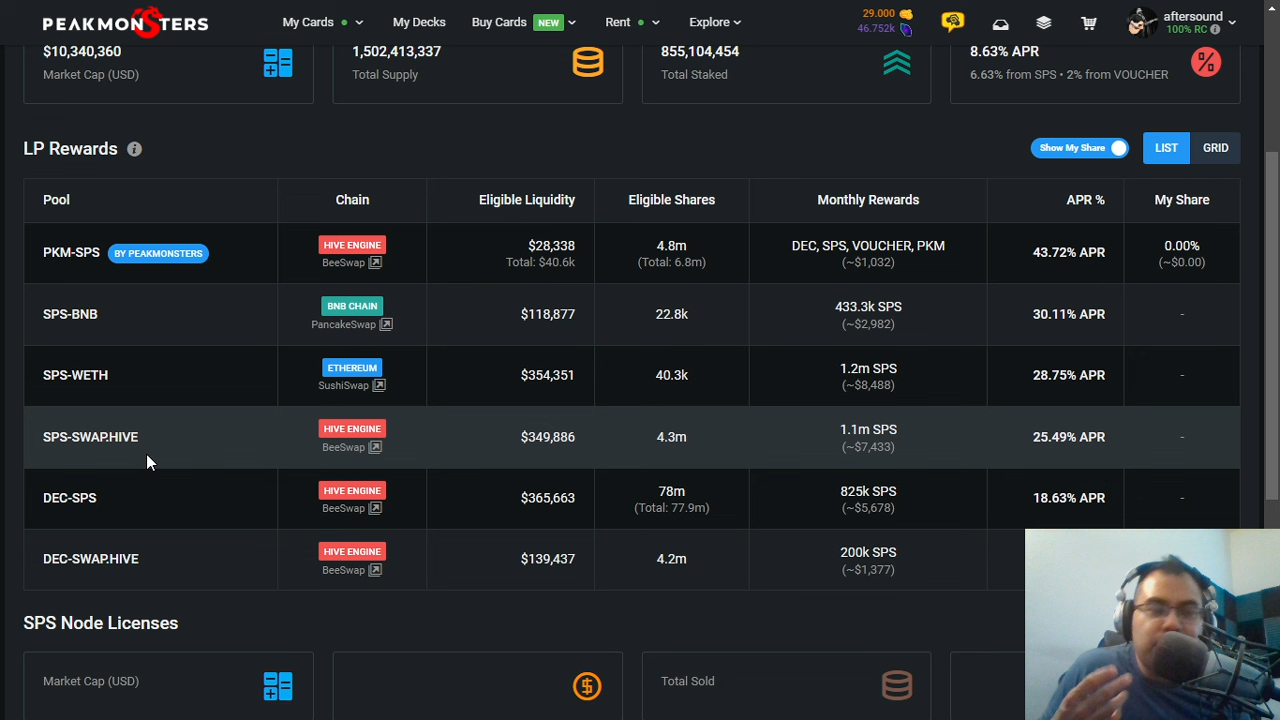 PEAKMONSTERS
My Cards
My Decks
Buy Cards NEW
Rent
Explore
29.000
46.752k
aftersound
100% RC
$10,340,360
Market Cap (USD)
1,502,413,337
Total Supply
855,104,454
Total Staked
8.63% APR
6.63% from SPS • 2% from VOUCHER
LP Rewards
Show My Share
LIST
GRID
Pool
Chain
Eligible Liquidity
Eligible Shares
Monthly Rewards
APR %
My Share
PKM-SPS BY PEAKMONSTERS
HIVE ENGINE
BeeSwap
$28,338
Total: $40.6k
4.8m
(Total: 6.8m)
DEC, SPS, VOUCHER, PKM
(~$1,032)
43.72% APR
0.00%
(~$0.00)
SPS-BNB
BNB CHAIN
PancakeSwap
$118,877
22.8k
433.3k SPS
(~$2,982)
30.11% APR
-
SPS-WETH
ETHEREUM
SushiSwap
$354,351
40.3k
1.2m SPS
(~$8,488)
28.75% APR
-
SPS-SWAP.HIVE
HIVE ENGINE
BeeSwap
$349,886
4.3m
1.1m SPS
(~$7,433)
25.49% APR
-
DEC-SPS
HIVE ENGINE
BeeSwap
$365,663
78m
(Total: 77.9m)
825k SPS
(~$5,678)
18.63% APR
-
DEC-SWAP.HIVE
HIVE ENGINE
BeeSwap
$139,437
4.2m
200k SPS
(~$1,377)
SPS Node Licenses
Market Cap (USD)
Total Sold